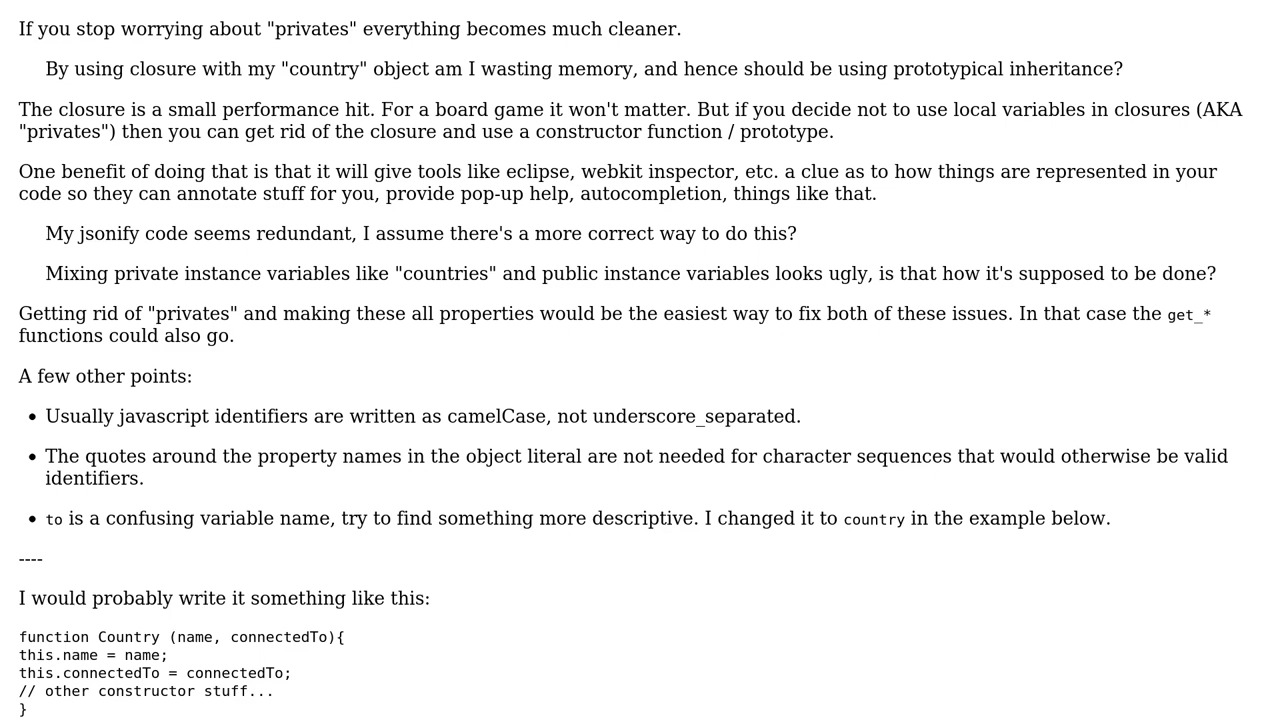 If you stop worrying about "privates" everything becomes much cleaner.
By using closure with my "country" object am I wasting memory, and hence should be using prototypical inheritance?
The closure is a small performance hit. For a board game it won't matter. But if you decide not to use local variables in closures (AKA
"privates") then you can get rid of the closure and use a constructor function / prototype.
One benefit of doing that is that it will give tools like eclipse, webkit inspector, etc. a clue as to how things are represented in your
code so they can annotate stuff for you, provide pop-up help, autocompletion, things like that.
My jsonify code seems redundant, I assume there's a more correct way to do this?
Mixing private instance variables like "countries" and public instance variables looks ugly, is that how it's supposed to be done?
Getting rid of "privates" and making these all properties would be the easiest way to fix both of these issues. In that case the get_*
functions could also go.
A few other points:
• Usually javascript identifiers are written as camelCase, not underscore_separated.
• The quotes around the property names in the object literal are not needed for character sequences that would otherwise be valid
identifiers.
• to is a confusing variable name, try to find something more descriptive. I changed it to country in the example below.
----
I would probably write it something like this:
function Country (name, connectedTo){
this.name = name;
this.connectedTo = connectedTo;
// other constructor stuff...
}